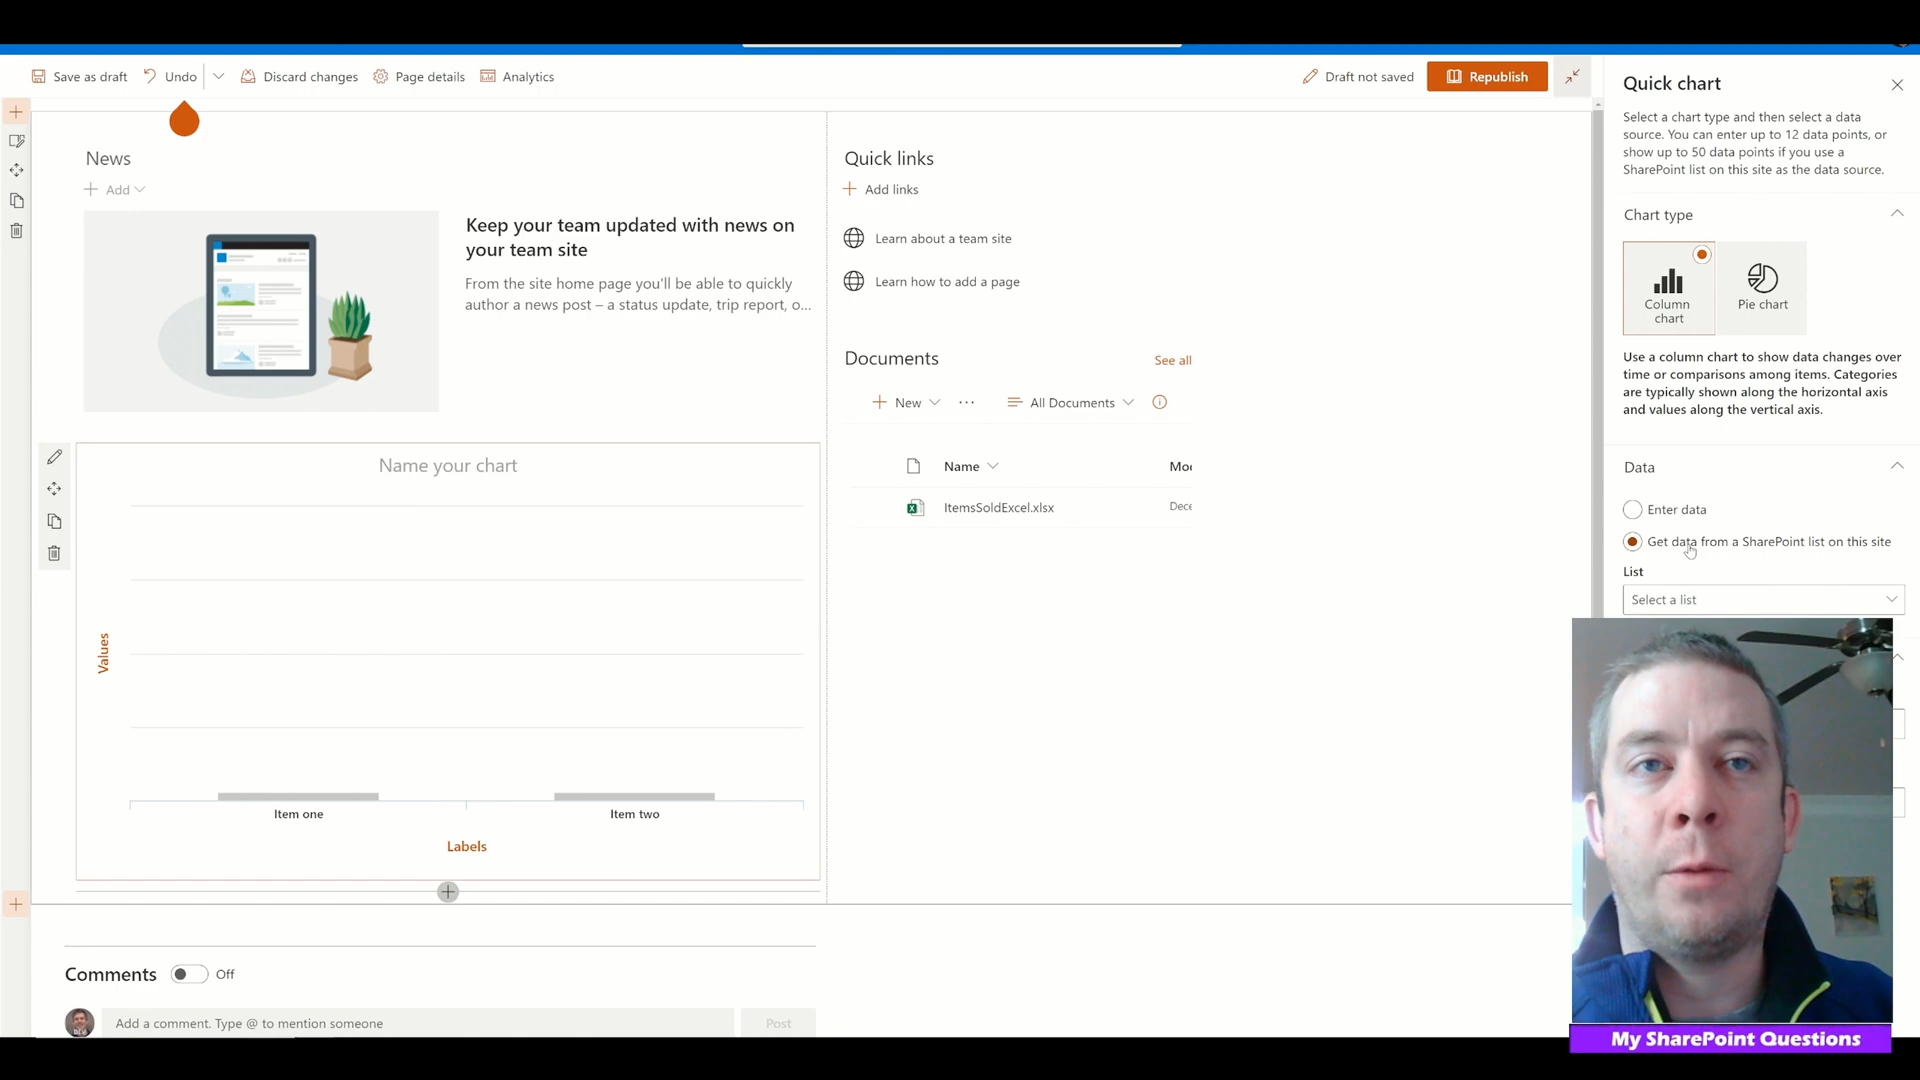 Save as draft
Undo
Discard changes
Page details
Analytics
Draft not saved
Republish
News
Add
Keep your team updated with news on
your team site
From the site home page you'll be able to quickly
author a news post – a status update, trip report, o...
Name your chart
Values
Item one
Item two
Labels
Quick links
Add links
Learn about a team site
Learn how to add a page
Documents
See all
New
All Documents
Name
Moc
ItemsSoldExcel.xlsx
Dece
Comments
Off
Add a comment. Type @ to mention someone
Post
Quick chart
Select a chart type and then select a data
source. You can enter up to 12 data points, or
show up to 50 data points if you use a
SharePoint list on this site as the data source.
Chart type
Column
chart
Pie chart
Use a column chart to show data changes over
time or comparisons among items. Categories
are typically shown along the horizontal axis
and values along the vertical axis.
Data
Enter data
Get data from a SharePoint list on this site
List
Select a list
My SharePoint Questions